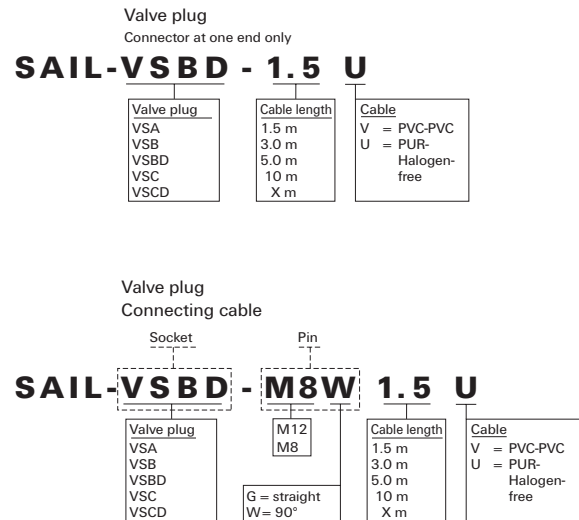 Valve plug
Connector at one end only
SAIL-VSBD - 1.5 U
Valve plug
VSA
VSB
VSBD
VSC
VSCD
Cable length
1.5 m
3.0 m
5.0 m
10 m
X m
Cable
V = PVC-PVC
U = PUR-
Halogen-
free
Valve plug
Connecting cable
Socket
Pin
SAIL-VSBD - M8W 1.5 U
Valve plug
VSA
VSB
VSBD
VSC
VSCD
M12
M8
G = straight
W = 90°
Cable length
1.5 m
3.0 m
5.0 m
10 m
X m
Cable
V = PVC-PVC
U = PUR-
Halogen-
free